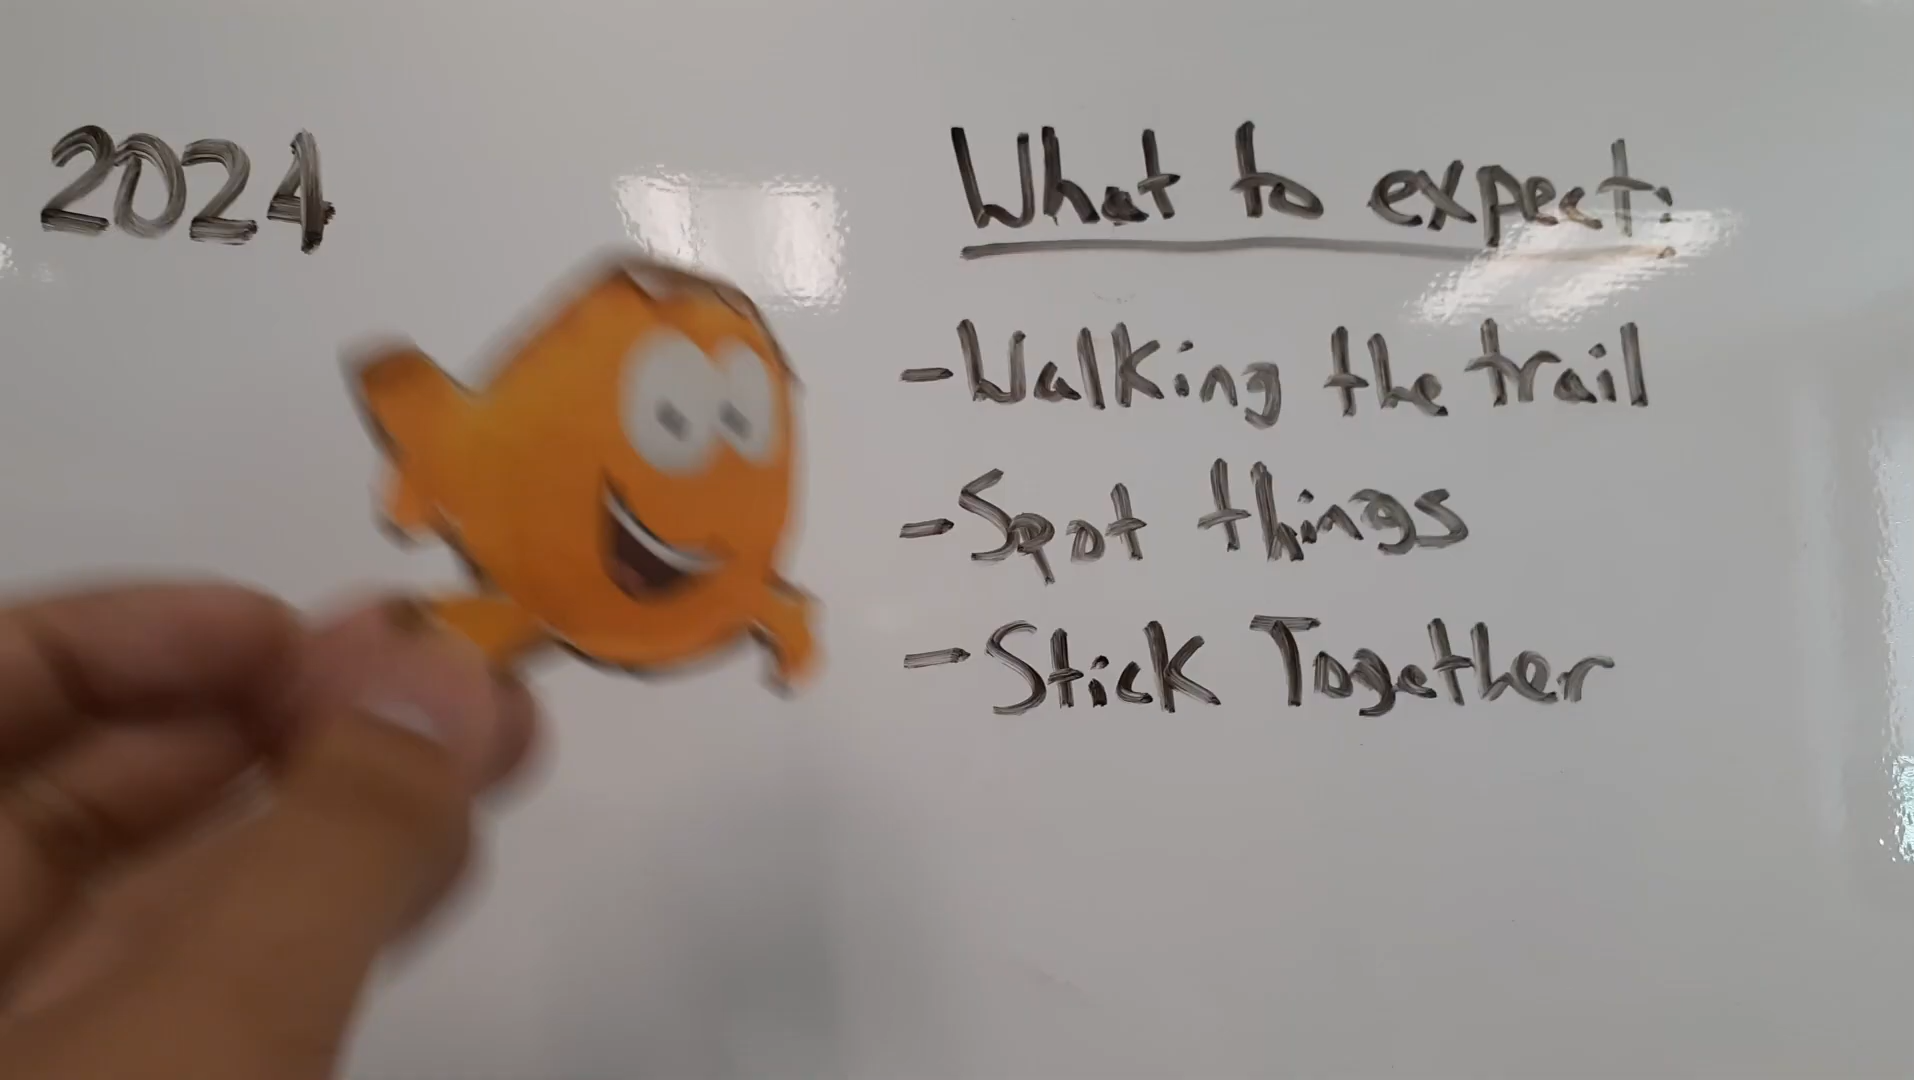 2024
What to expect:
-Walking the trail
-Spot things
-Stick Together